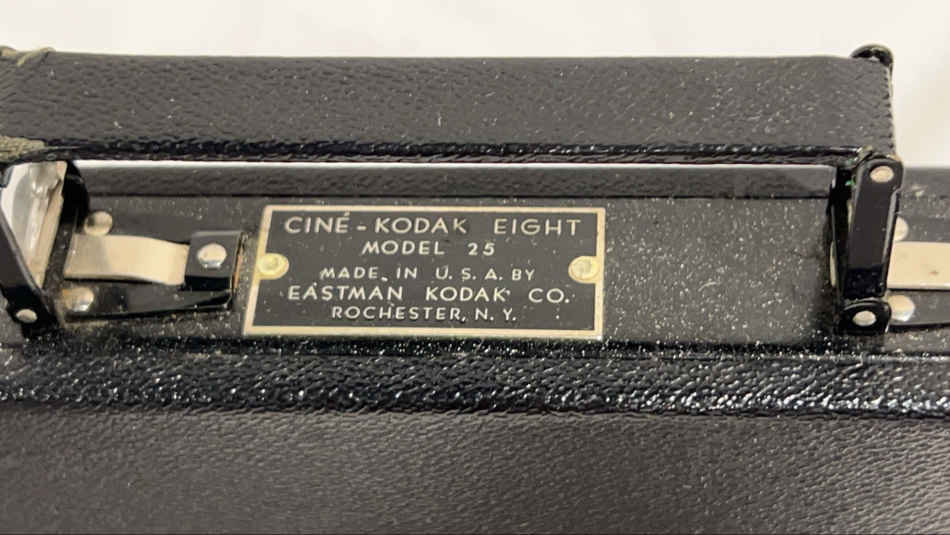 CINÉ-KODAK EIGHT
MODEL 25
MADE IN U.S.A. BY
EASTMAN KODAK CO.
ROCHESTER, N.Y.